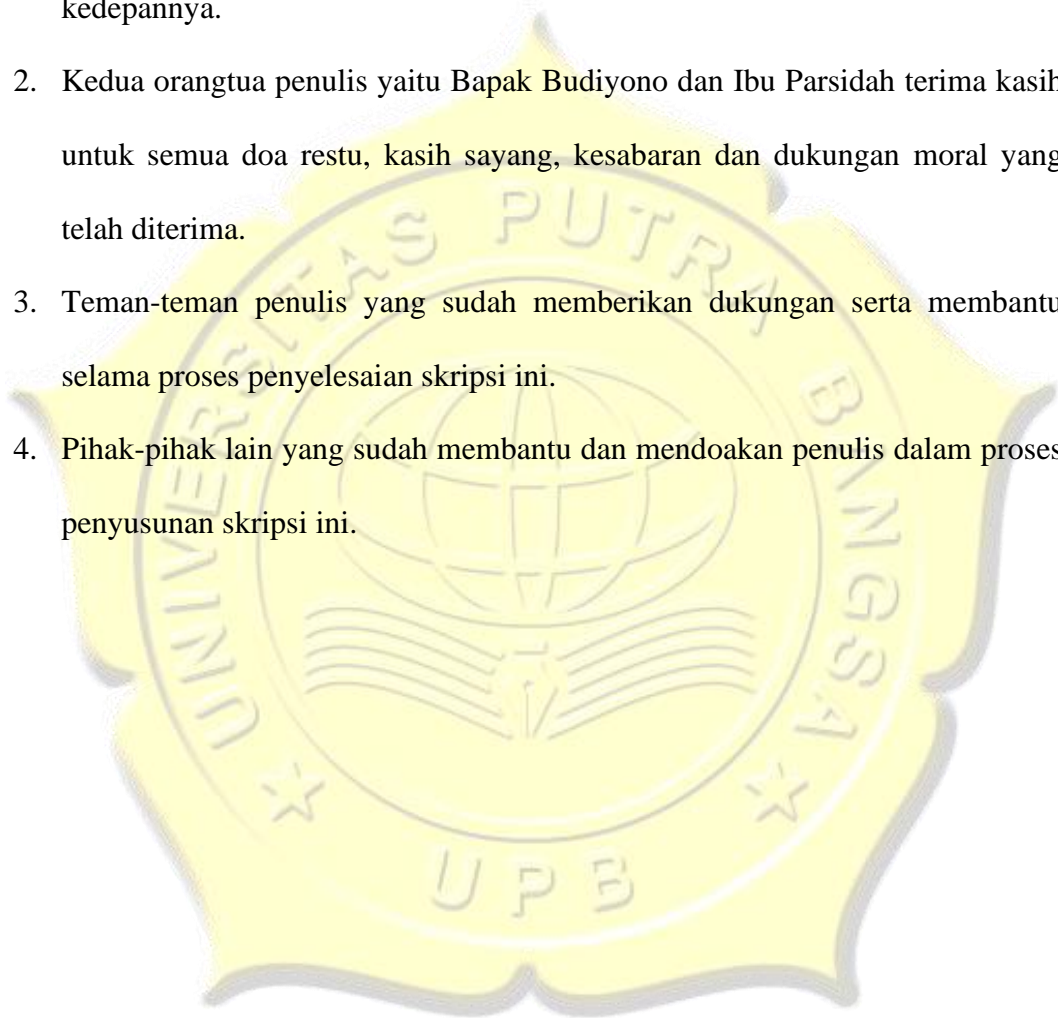 kedepannya.
2. Kedua orangtua penulis yaitu Bapak Budiyono dan Ibu Parsidah terima kasih
untuk semua doa restu, kasih sayang, kesabaran dan dukungan moral yang
telah diterima.
3. Teman-teman penulis yang sudah memberikan dukungan serta membantu
selama proses penyelesaian skripsi ini.
4. Pihak-pihak lain yang sudah membantu dan mendoakan penulis dalam proses
penyusunan skripsi ini.
UNIVERSITAS PUTRA BANGSA
UPB